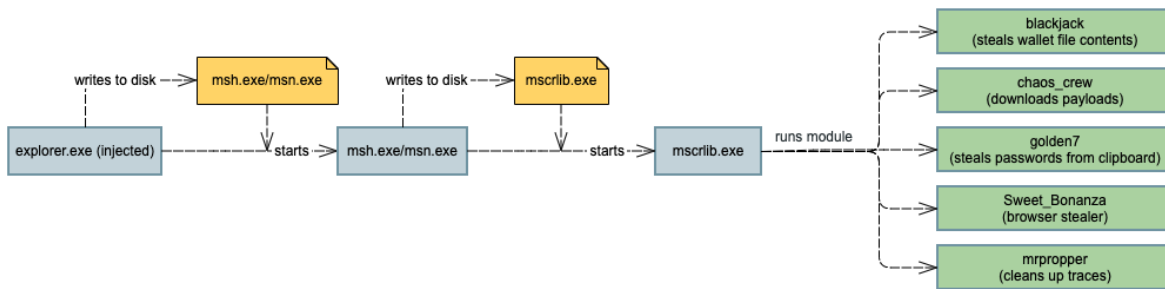 blackjack
(steals wallet file contents)
writes to disk
msh.exe/msn.exe
writes to disk
mscrlib.exe
chaos_crew
(downloads payloads)
explorer.exe (injected)
starts
msh.exe/msn.exe
starts
mscrlib.exe
runs module
golden7
(steals passwords from clipboard)
Sweet_Bonanza
(browser stealer)
mrpropper
(cleans up traces)